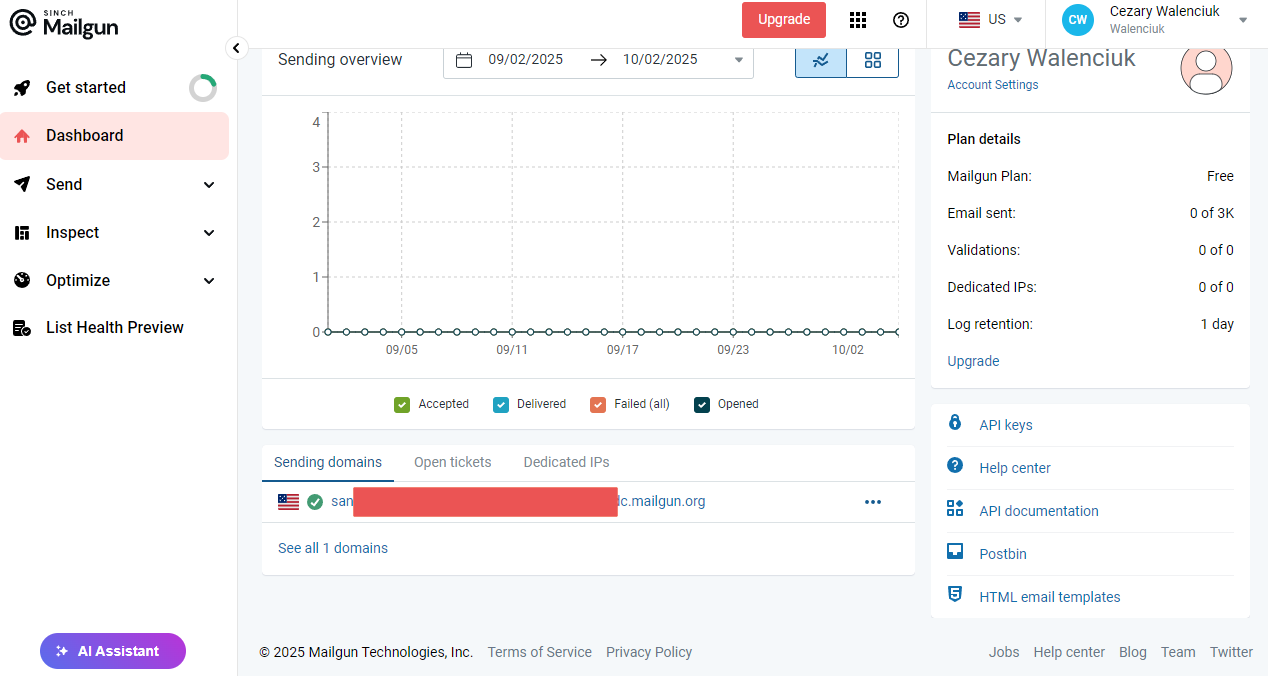 SINCH
Mailgun
Upgrade
US
CW
Cezary Walenciuk
Walenciuk
Get started
Dashboard
Send
Inspect
Optimize
List Health Preview
AI Assistant
Sending overview
09/02/2025
10/02/2025
4
3
2
1
0
09/05
09/11
09/17
09/23
10/02
Accepted
Delivered
Failed (all)
Opened
Sending domains
Open tickets
Dedicated IPs
san
c.mailgun.org
See all 1 domains
Cezary Walenciuk
Account Settings
Plan details
Mailgun Plan: Free
Email sent: 0 of 3K
Validations: 0 of 0
Dedicated IPs: 0 of 0
Log retention: 1 day
Upgrade
API keys
Help center
API documentation
Postbin
HTML email templates
© 2025 Mailgun Technologies, Inc. Terms of Service Privacy Policy
Jobs Help center Blog Team Twitter